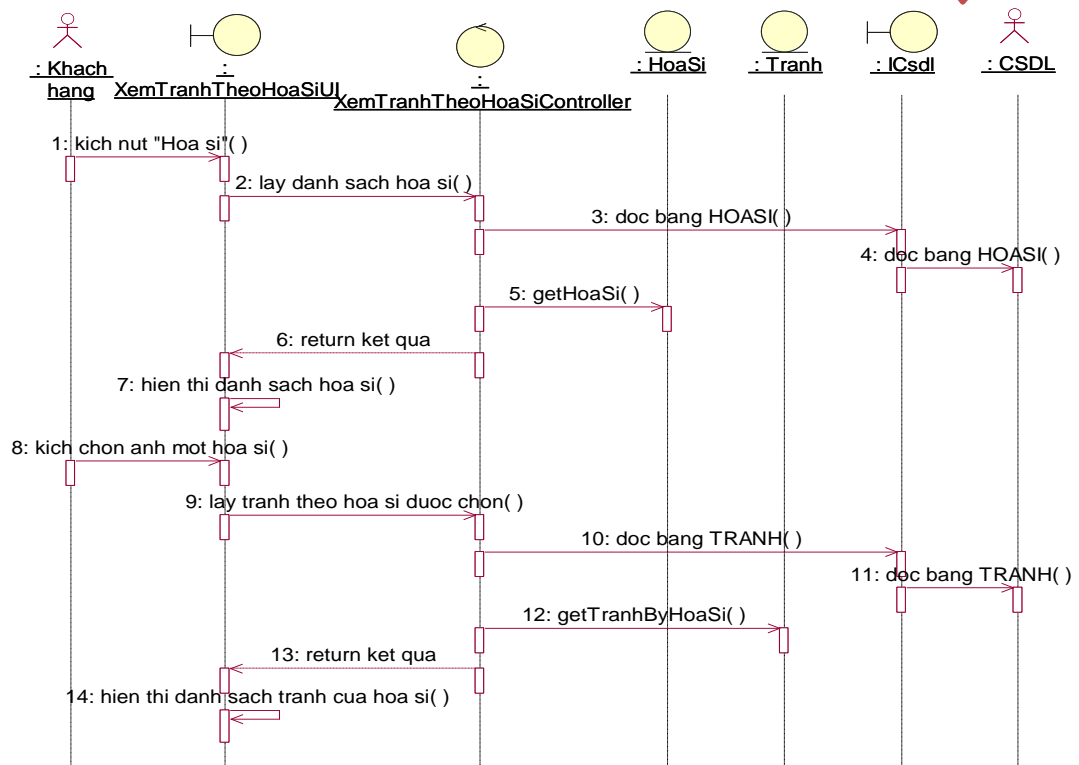 : Khach
hang
:
XemTranhTheoHoaSiUI
:
XemTranhTheoHoaSiController
: HoaSi
: Tranh
: ICsdl
: CSDL
1: kich nut "Hoa si"( )
2: lay danh sach hoa si( )
3: doc bang HOASI( )
4: doc bang HOASI( )
5: getHoaSi( )
6: return ket qua
7: hien thi danh sach hoa si( )
8: kich chon anh mot hoa si( )
9: lay tranh theo hoa si duoc chon( )
10: doc bang TRANH( )
11: doc bang TRANH( )
12: getTranhByHoaSi( )
13: return ket qua
14: hien thi danh sach tranh cua hoa si( )